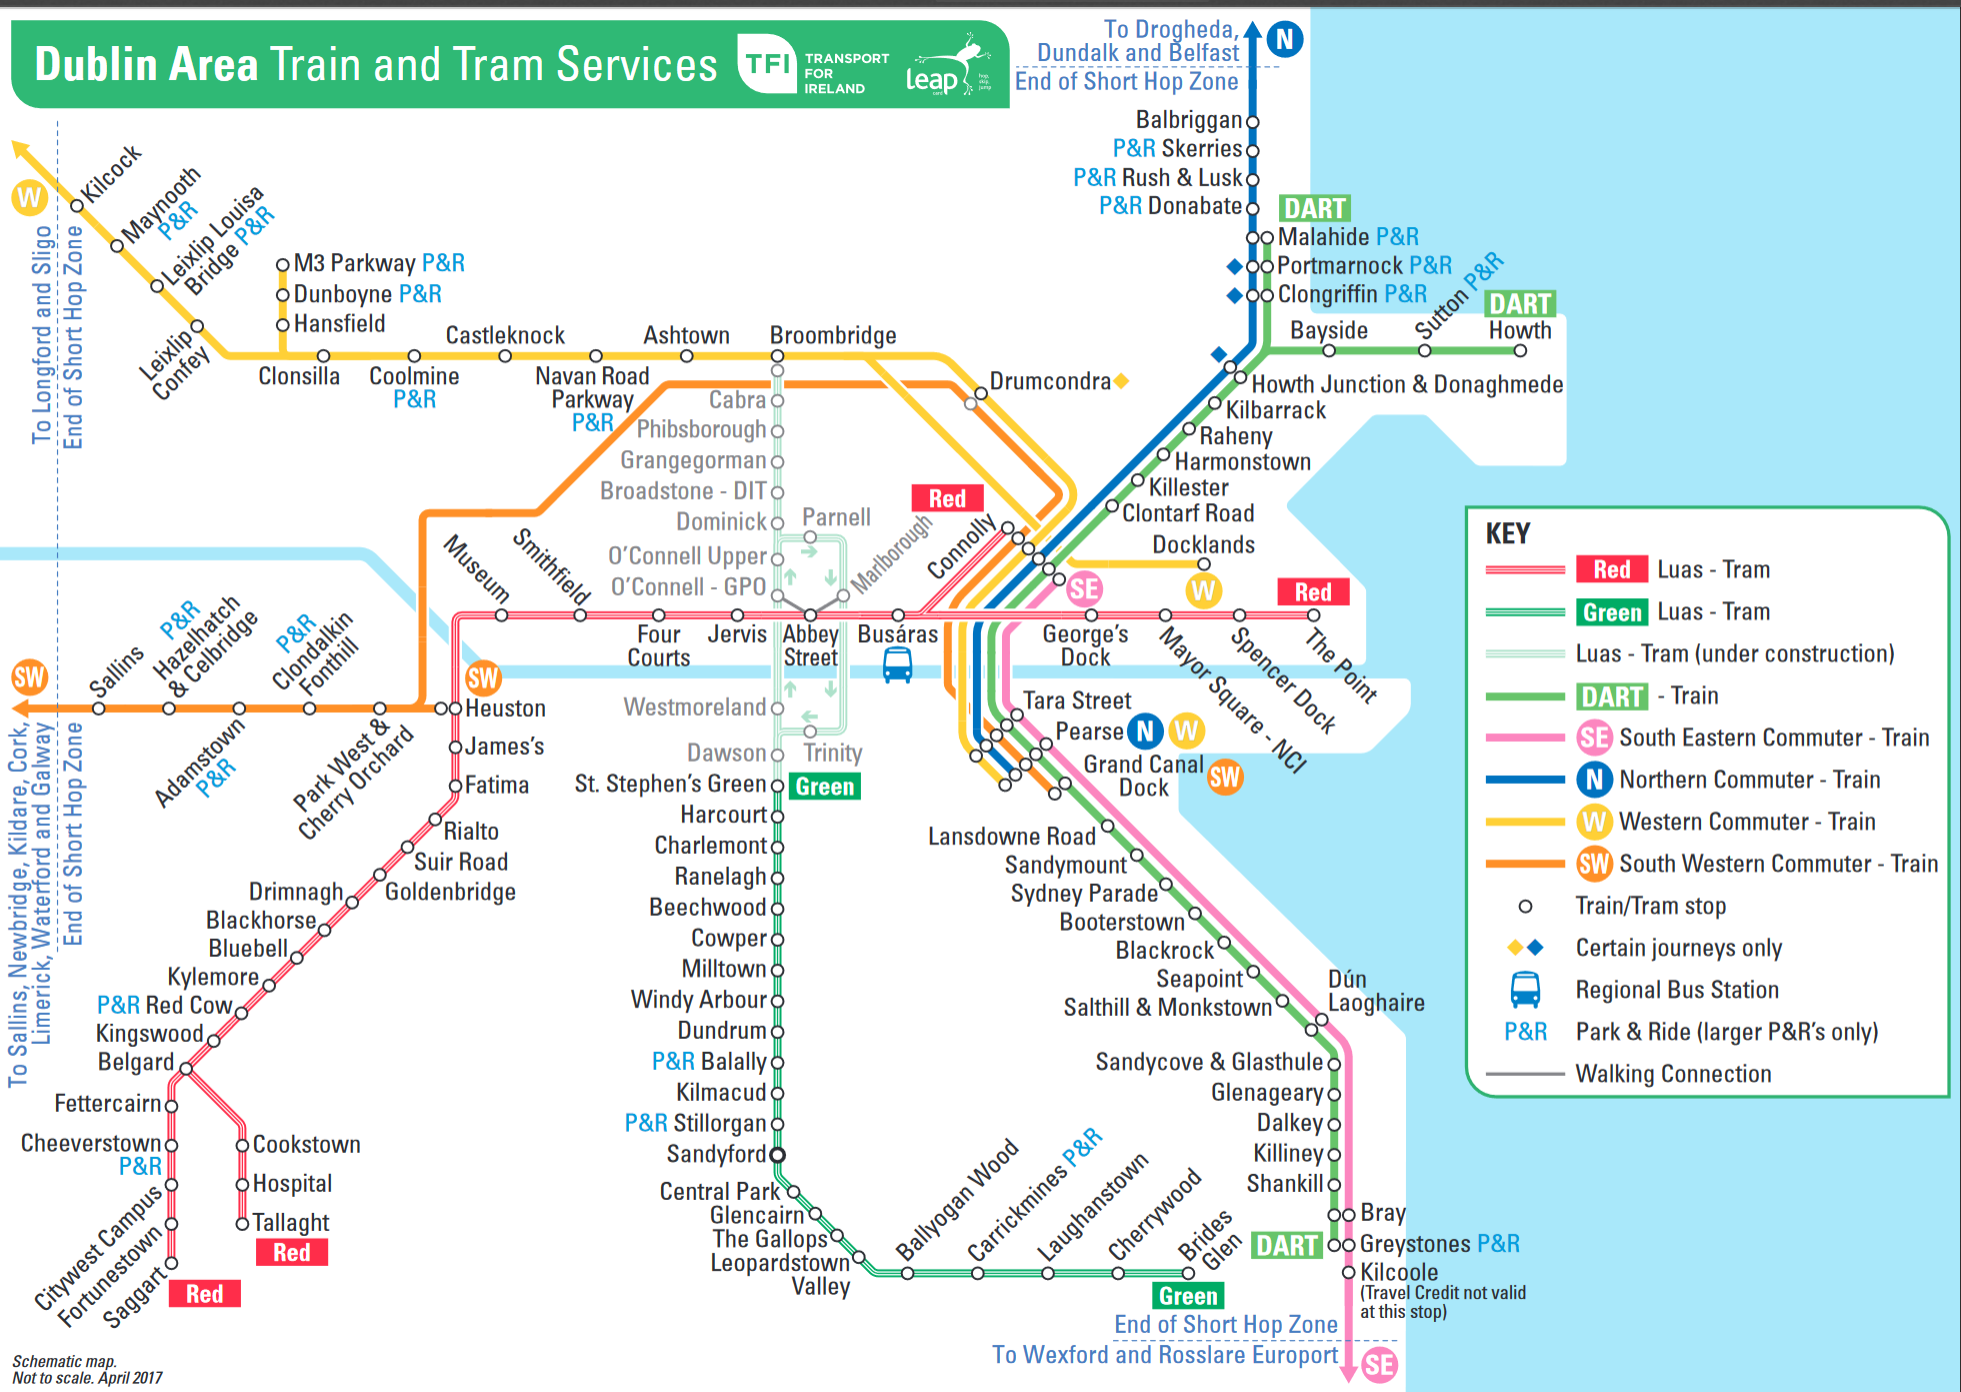 Dublin Area Train and Tram Services
TFI
TRANSPORT
FOR
IRELAND
leap
card
hop,
skip,
jump
To Drogheda,
Dundalk and Belfast
End of Short Hop Zone
N
Balbriggan
P&R Skerries
P&R Rush & Lusk
P&R Donabate
DART
Malahide P&R
Portmarnock P&R
Clongriffin P&R
Sutton P&R
DART
Bayside
Howth
Howth Junction & Donaghmede
Kilbarrack
Raheny
Harmonstown
Killester
Clontarf Road
W
Kilcock
Maynooth
P&R
Leixlip Louisa
Bridge P&R
Leixlip
Confey
To Longford and Sligo
End of Short Hop Zone
M3 Parkway P&R
Dunboyne P&R
Hansfield
Clonsilla
Coolmine
P&R
Castleknock
Navan Road
Parkway
P&R
Ashtown
Broombridge
Drumcondra
Cabra
Phibsborough
Grangegorman
Broadstone - DIT
Dominick
Parnell
O'Connell Upper
O'Connell - GPO
Marlborough
Red
Connolly
Docklands
SE
W
Red
Museum
Smithfield
Four
Courts
Jervis
Abbey
Street
Busáras
George's
Dock
Mayor Square - NCI
Spencer Dock
The Point
SW
Sallins
P&R
Hazelhatch
& Celbridge
Adamstown
P&R
P&R
Clondalkin
Fonthill
Park West &
Cherry Orchard
SW
Heuston
James's
Fatima
Rialto
Suir Road
Goldenbridge
Drimnagh
Blackhorse
Bluebell
Kylemore
P&R Red Cow
Kingswood
Belgard
Fettercairn
Cheeverstown
P&R
Citywest Campus
Fortunestown
Saggart
Red
Cookstown
Hospital
Tallaght
Red
To Sallins, Newbridge, Kildare, Cork,
Limerick, Waterford and Galway
End of Short Hop Zone
Westmoreland
Trinity
Dawson
St. Stephen's Green
Green
Harcourt
Charlemont
Ranelagh
Beechwood
Cowper
Milltown
Windy Arbour
Dundrum
P&R Balally
Kilmacud
P&R Stillorgan
Sandyford
Central Park
Glencairn
The Gallops
Leopardstown
Valley
Ballyogan Wood
Carrickmines P&R
Laughanstown
Cherrywood
Brides
Glen
Green
Tara Street
Pearse N W
Grand Canal
Dock
SW
Lansdowne Road
Sandymount
Sydney Parade
Booterstown
Blackrock
Seapoint
Salthill & Monkstown
Dún
Laoghaire
Sandycove & Glasthule
Glenageary
Dalkey
Killiney
Shankill
Bray
DART
Greystones P&R
Kilcoole
(Travel Credit not valid
at this stop)
End of Short Hop Zone
To Wexford and Rosslare Europort
SE
KEY
Red Luas - Tram
Green Luas - Tram
Luas - Tram (under construction)
DART - Train
SE South Eastern Commuter - Train
N Northern Commuter - Train
W Western Commuter - Train
SW South Western Commuter - Train
Train/Tram stop
Certain journeys only
Regional Bus Station
P&R Park & Ride (larger P&R's only)
Walking Connection
Schematic map.
Not to scale. April 2017